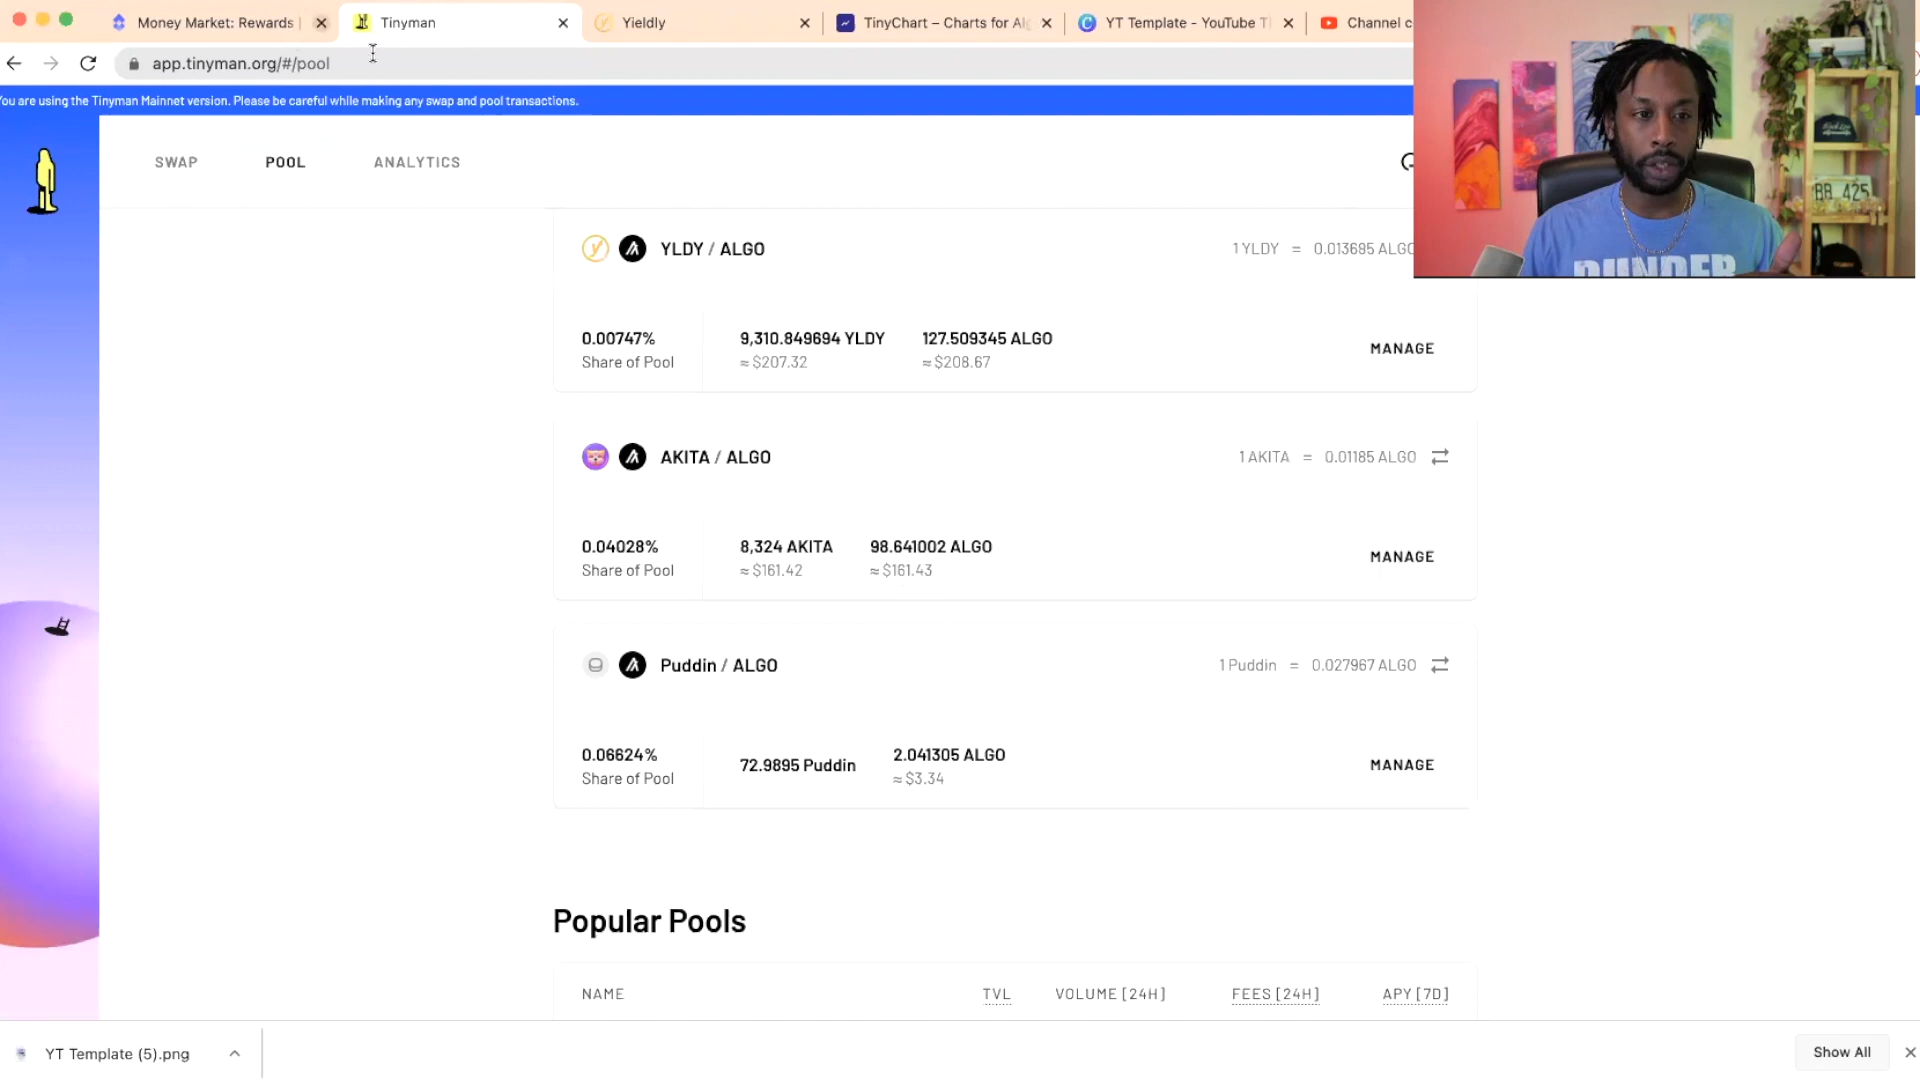 Money Market: Rewards
Tinyman
Yieldly
TinyChart – Charts for Alg
YT Template - YouTube T
Channel c
app.tinyman.org/#/pool
You are using the Tinyman Mainnet version. Please be careful while making any swap and pool transactions.
SWAP
POOL
ANALYTICS
BB 425
DUNDER
YLDY / ALGO
1 YLDY = 0.013695 ALGO
0.00747%
Share of Pool
9,310.849694 YLDY
≈ $207.32
127.509345 ALGO
≈ $208.67
MANAGE
AKITA / ALGO
1 AKITA = 0.01185 ALGO
0.04028%
Share of Pool
8,324 AKITA
≈ $161.42
98.641002 ALGO
≈ $161.43
MANAGE
Puddin / ALGO
1 Puddin = 0.027967 ALGO
0.06624%
Share of Pool
72.9895 Puddin
2.041305 ALGO
≈ $3.34
MANAGE
Popular Pools
NAME
TVL
VOLUME [24H]
FEES [24H]
APY [7D]
YT Template (5).png
Show All